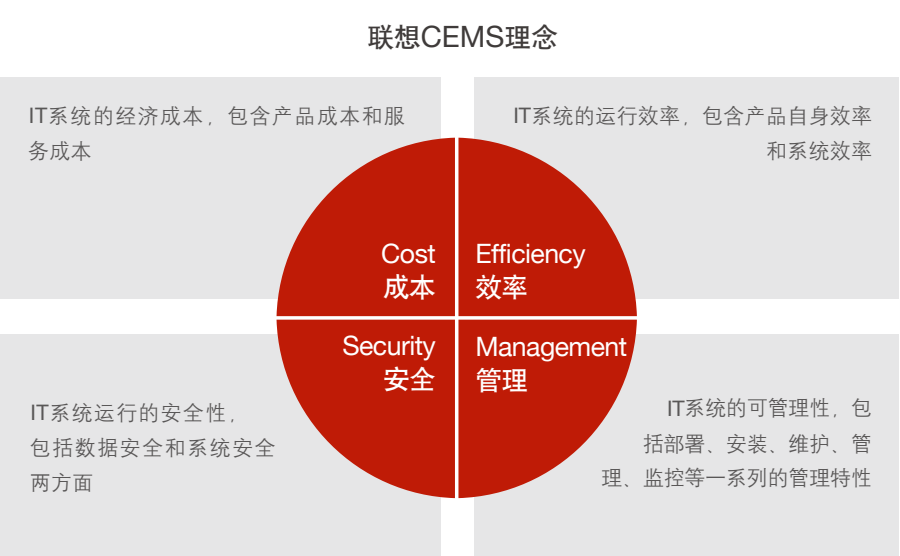 联想CEMS理念
IT系统的经济成本，包含产品成本和服
务成本
IT系统的运行效率，包含产品自身效率
和系统效率
Cost
成本
Efficiency
效率
Security
安全
Management
管理
IT系统运行的安全性，
包括数据安全和系统安全
两方面
IT系统的可管理性，包
括部署、安装、维护、管
理、监控等一系列的管理特性